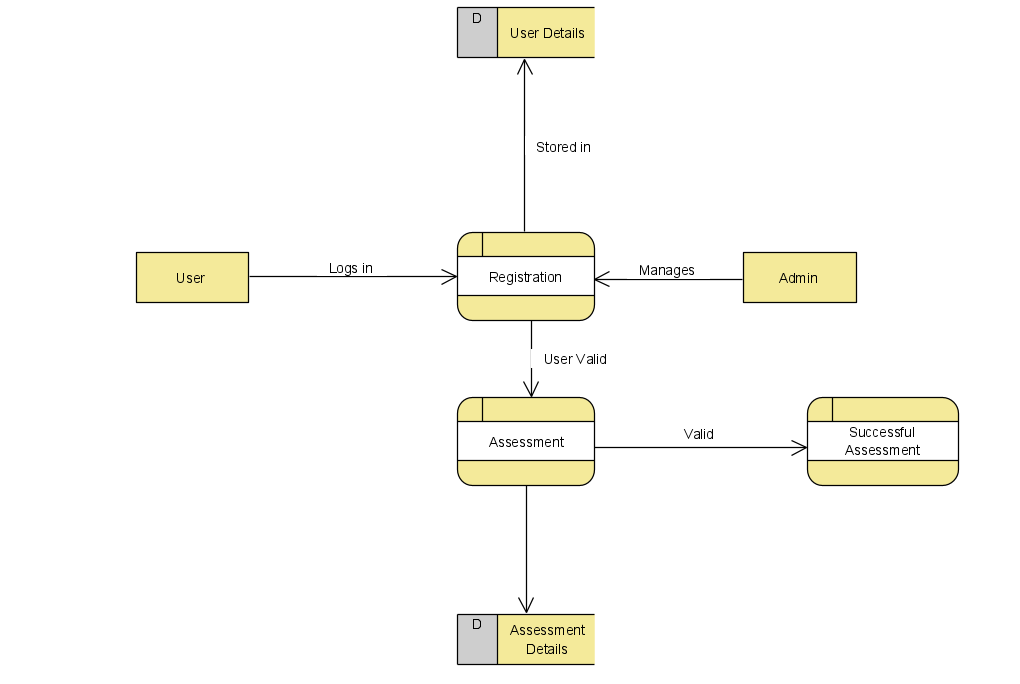 D
User Details
Stored in
User
Logs in
Registration
Manages
Admin
User Valid
Assessment
Valid
Successful
Assessment
D
Assessment
Details